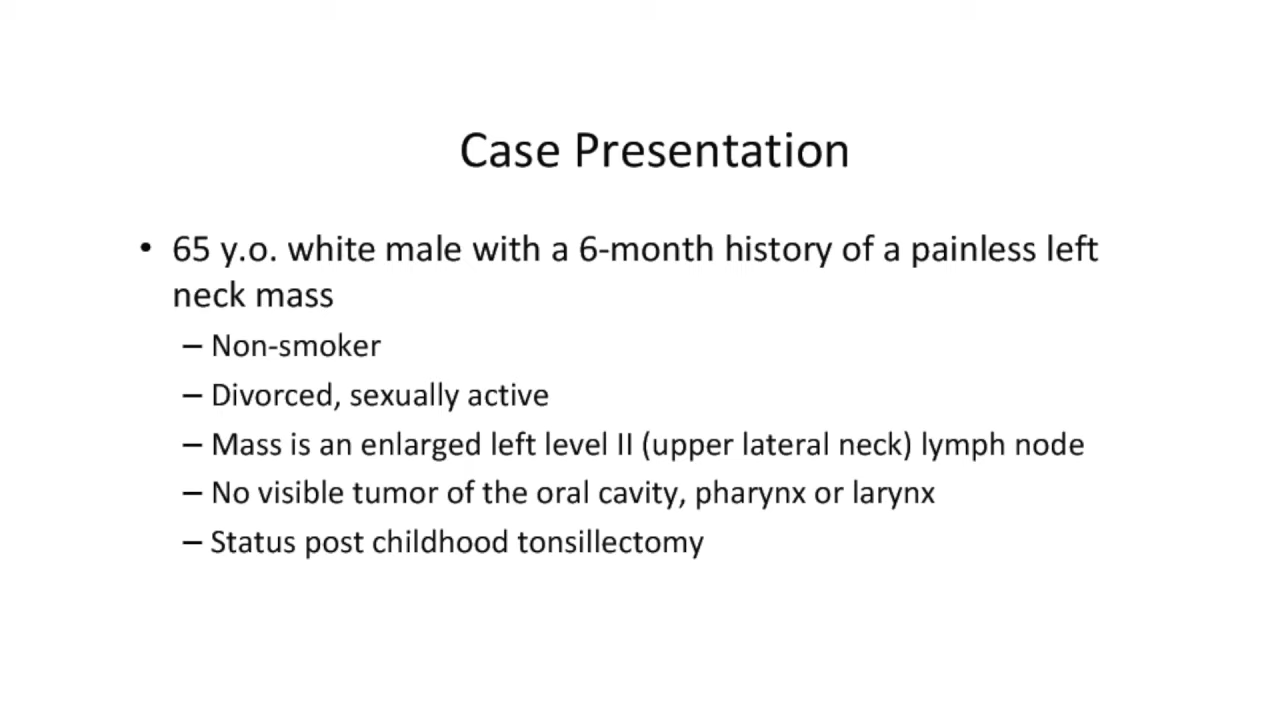 Case Presentation
• 65 y.o. white male with a 6-month history of a painless left
neck mass
– Non-smoker
– Divorced, sexually active
– Mass is an enlarged left level II (upper lateral neck) lymph node
– No visible tumor of the oral cavity, pharynx or larynx
– Status post childhood tonsillectomy